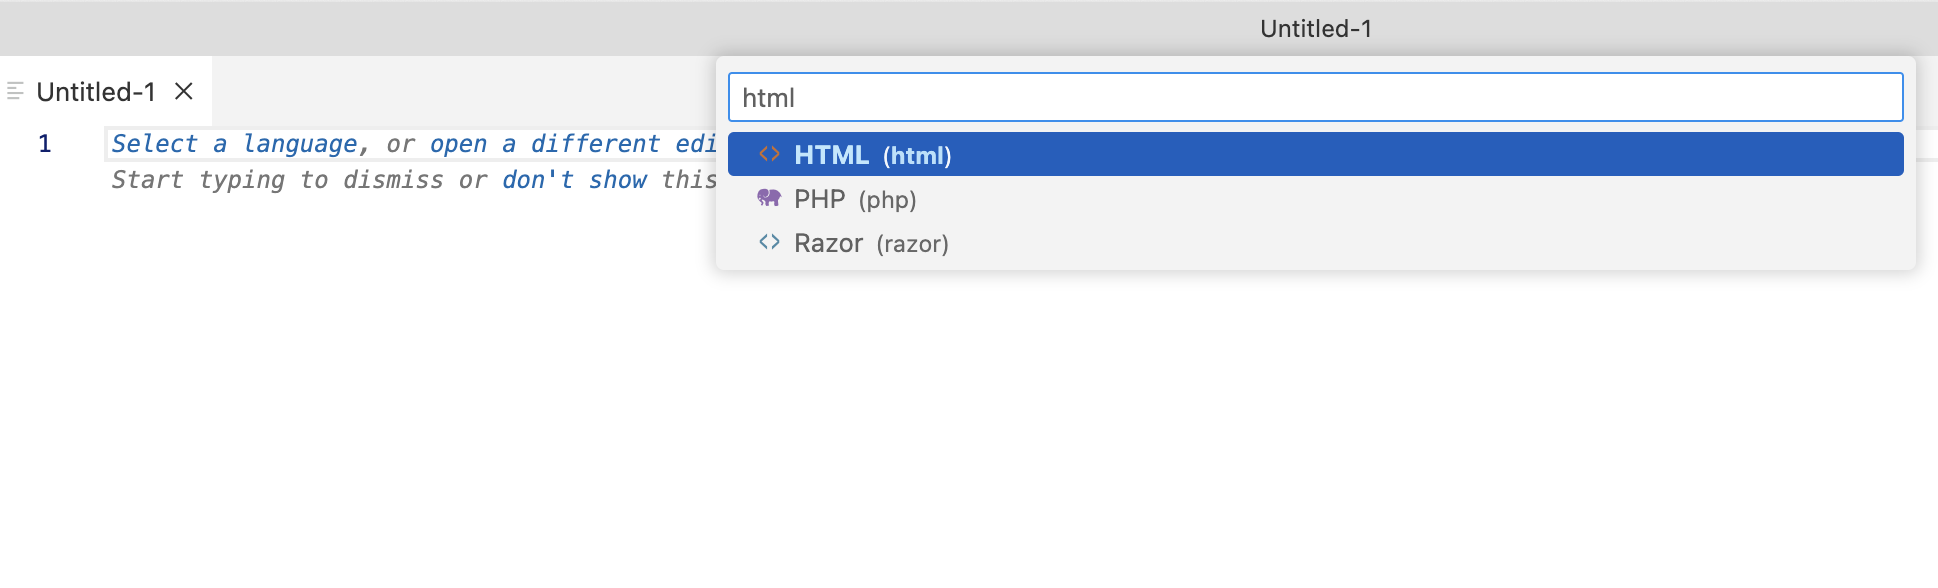 Untitled-1
Untitled-1
html
1 Select a language, or open a different edi
HTML (html)
Start typing to dismiss or don't show this
PHP (php)
Razor (razor)